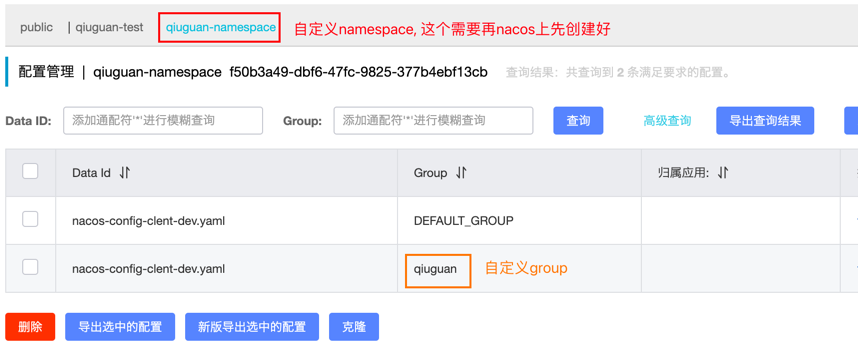 public | qiuguan-test qiuguan-namespace 自定义namespace, 这个需要再nacos上先创建好
配置管理 | qiuguan-namespace f50b3a49-dbf6-47fc-9825-377b4ebf13cb 查询结果：共查询到 2 条满足要求的配置。
Data ID: 添加通配符'*'进行模糊查询 Group: 添加通配符'*'进行模糊查询 查询 高级查询 导出查询结果
Data Id Group 归属应用:
nacos-config-clent-dev.yaml DEFAULT_GROUP
nacos-config-clent-dev.yaml qiuguan 自定义group
删除 导出选中的配置 新版导出选中的配置 克隆